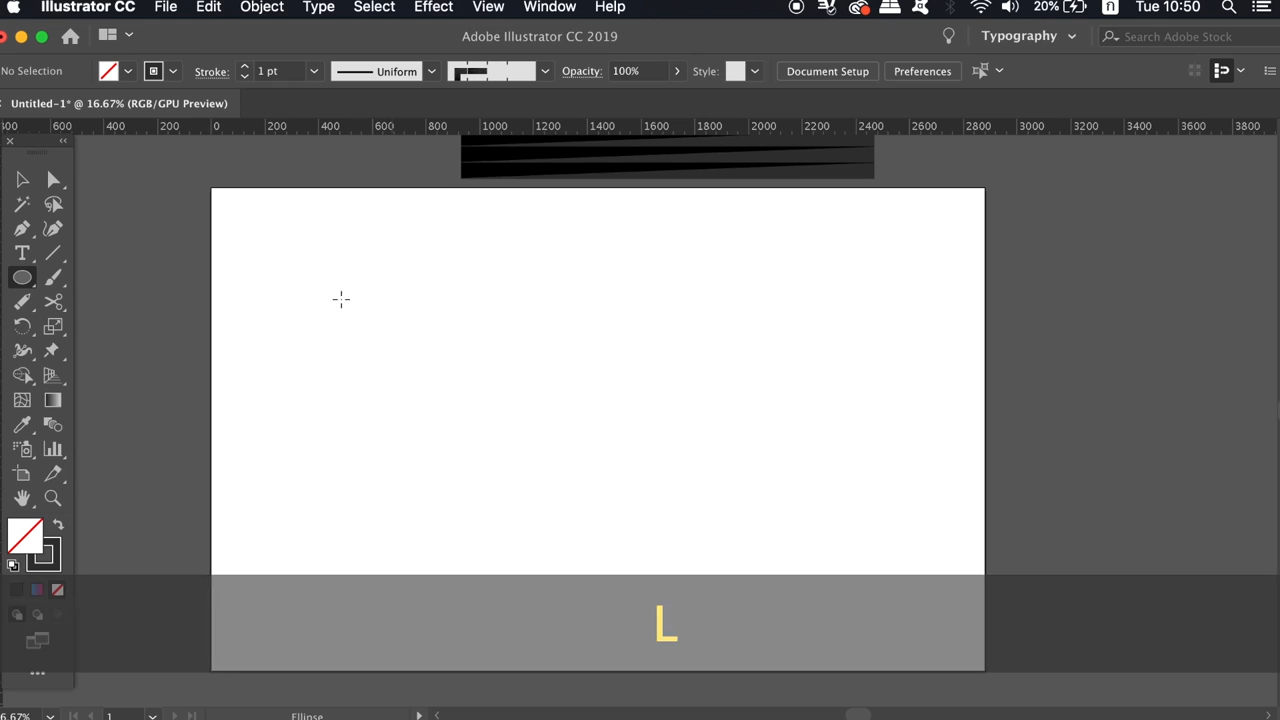 Illustrator CC File Edit Object Type Select Effect View Window Help 20% ก Tue 10:50
Adobe Illustrator CC 2019 Typography Search Adobe Stock
No Selection Stroke: 1 pt Uniform Opacity: 100% Style: Document Setup Preferences
Untitled-1* @ 16.67% (RGB/GPU Preview)
600 400 200 0 200 400 600 800 1000 1200 1400 1600 1800 2000 2200 2400 2600 2800 3000 3200 3400 3600 3800
T
L
6.67% 1 Ellipse